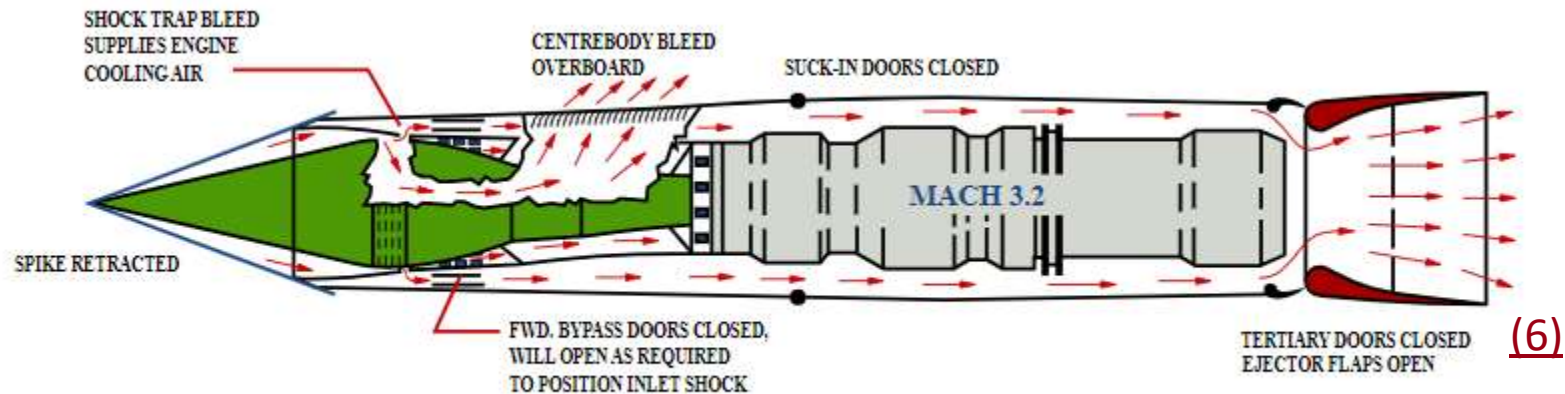 SHOCK TRAP BLEED
SUPPLIES ENGINE
COOLING AIR
CENTREBODY BLEED
OVERBOARD
SUCK-IN DOORS CLOSED
MACH 3.2
SPIKE RETRACTED
FWD. BYPASS DOORS CLOSED,
WILL OPEN AS REQUIRED
TO POSITION INLET SHOCK
TERTIARY DOORS CLOSED
EJECTOR FLAPS OPEN
(6)